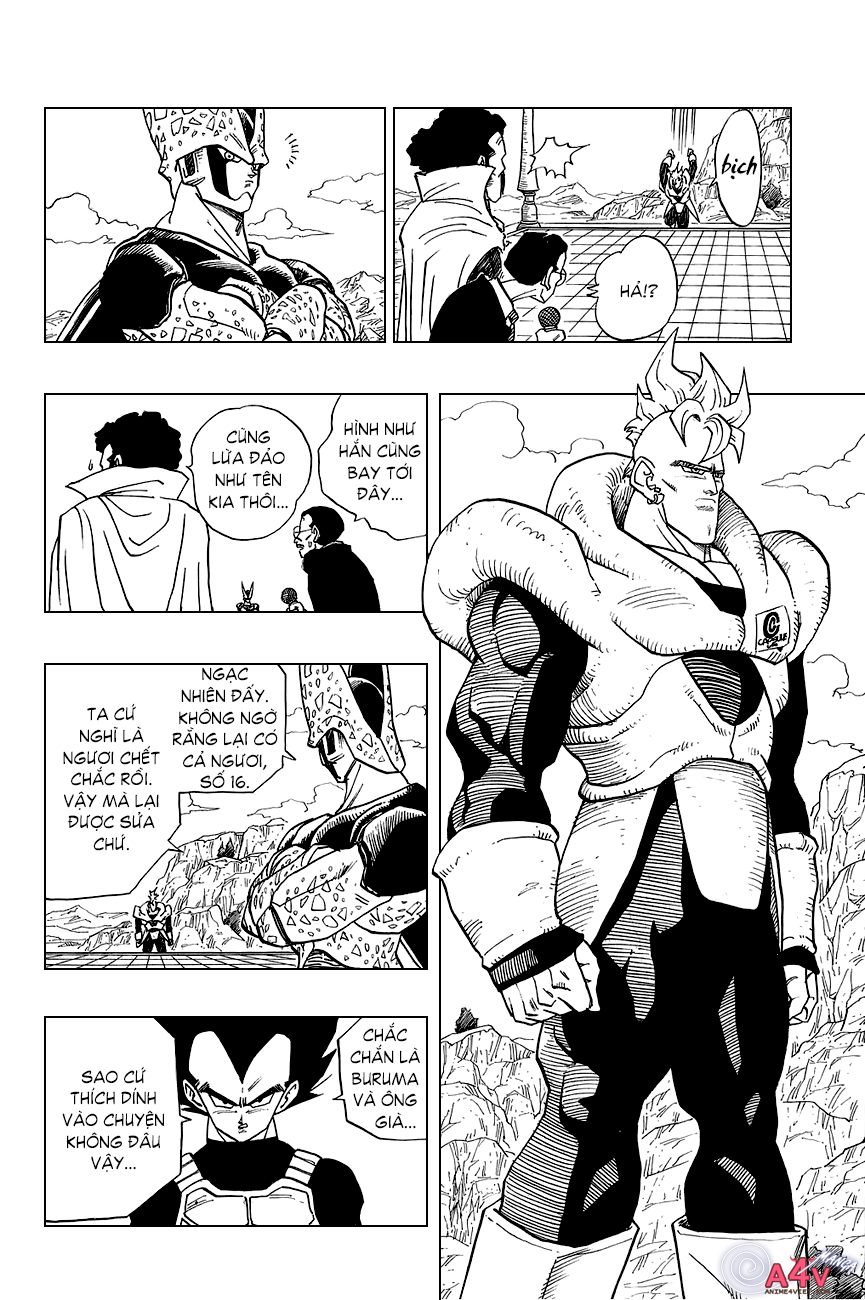 bịch
HẢ!?
HÌNH NHƯ
HẮN CŨNG
BAY TỚI
ĐÂY...
CŨNG
LỪA ĐẢO
NHƯ TÊN
KIA THÔI...
CAPSULE
NGẠC
NHIÊN ĐẤY.
KHÔNG NGỜ
RẰNG LẠI CÓ
CẢ NGƯƠI,
SỐ 16.
TA CỨ
NGHĨ LÀ
NGƯƠI CHẾT
CHẮC RỒI.
VẬY MÀ LẠI
ĐƯỢC SỬA
CHỮ.
CHẮC
CHẮN LÀ
BURUMA
VÀ ÔNG
GIÀ...
SAO CỨ
THÍCH DÍNH
VÀO CHUYỆN
KHÔNG ĐÂU
VẬY...
A4V